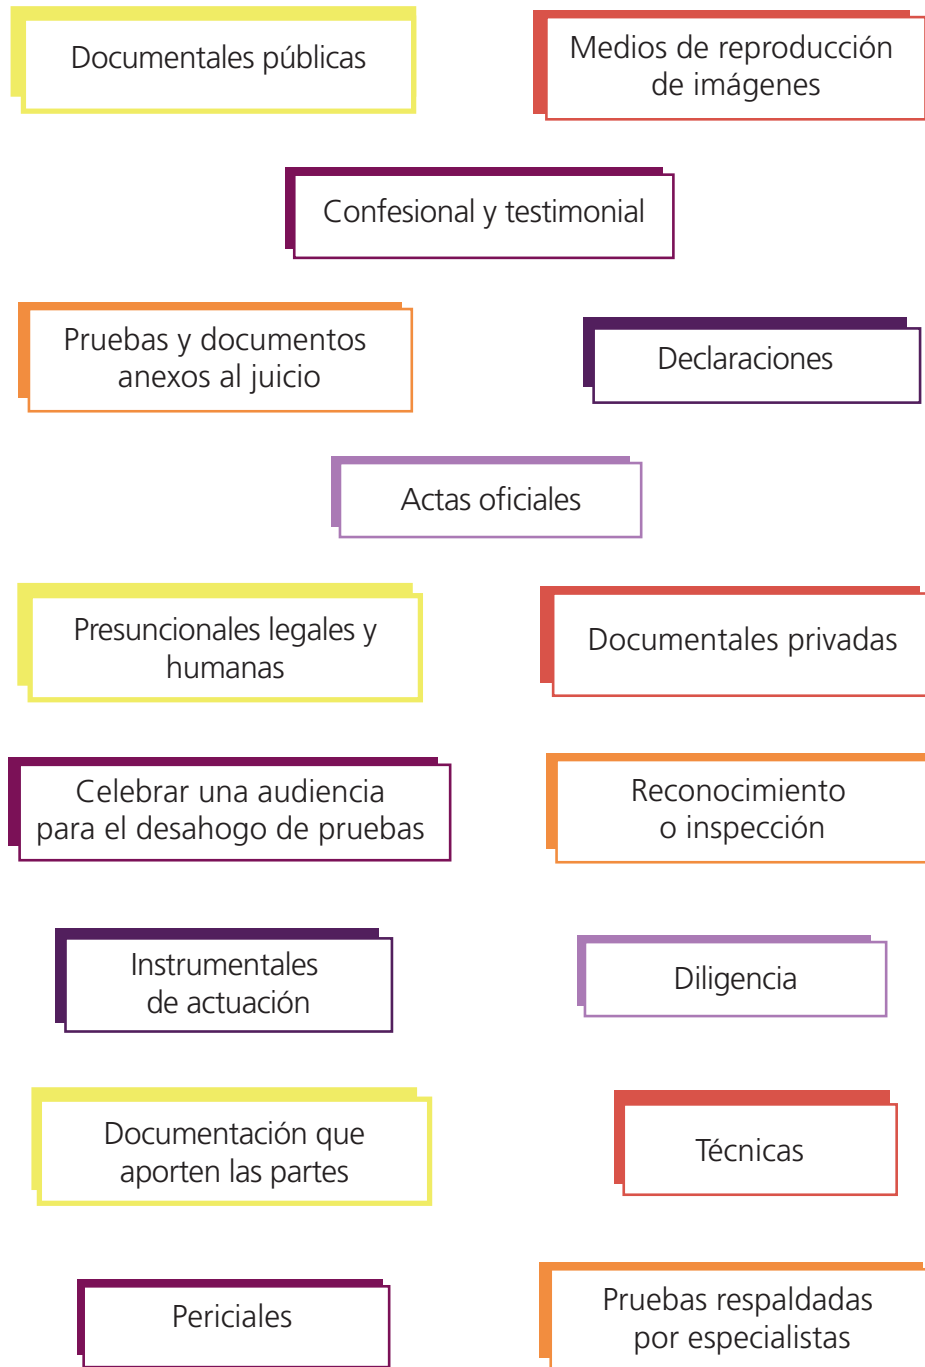 Documentales públicas
Medios de reproducción
de imágenes
Confesional y testimonial
Pruebas y documentos
anexos al juicio
Declaraciones
Actas oficiales
Presuncionales legales y
humanas
Documentales privadas
Celebrar una audiencia
para el desahogo de pruebas
Reconocimiento
o inspección
Instrumentales
de actuación
Diligencia
Documentación que
aporten las partes
Técnicas
Periciales
Pruebas respaldadas
por especialistas